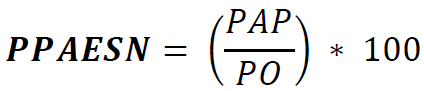 PPAESN = (PAP/PO) * 100